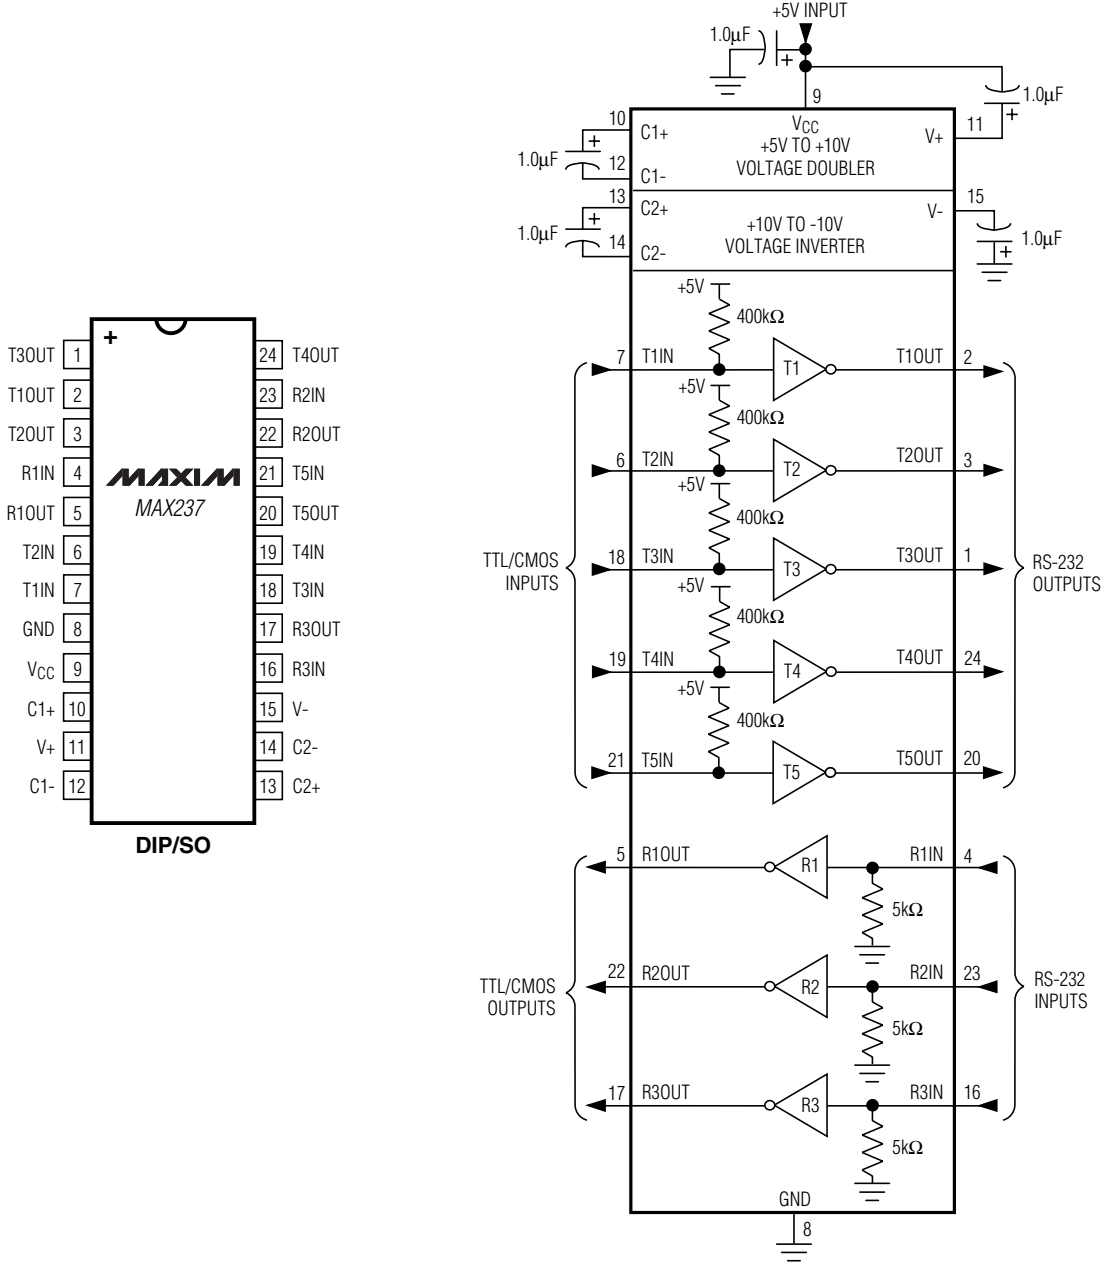 +
T3OUT 1
T1OUT 2
T2OUT 3
R1IN 4
R1OUT 5
T2IN 6
T1IN 7
GND 8
VCC 9
C1+ 10
V+ 11
C1- 12
24 T4OUT
23 R2IN
22 R2OUT
21 T5IN
20 T5OUT
19 T4IN
18 T3IN
17 R3OUT
16 R3IN
15 V-
14 C2-
13 C2+
MAXIM
MAX237
DIP/SO
+5V INPUT
1.0µF
+
9
1.0µF
+
10
C1+
+
1.0µF
12
C1-
VCC
+5V TO +10V
VOLTAGE DOUBLER
V+
11
13
C2+
+
1.0µF
14
C2-
+10V TO -10V
VOLTAGE INVERTER
V-
15
1.0µF
+
+5V
400kΩ
7 T1IN T1 T1OUT 2
+5V
400kΩ
6 T2IN T2 T2OUT 3
+5V
400kΩ
18 T3IN T3 T3OUT 1
+5V
400kΩ
19 T4IN T4 T4OUT 24
+5V
400kΩ
21 T5IN T5 T5OUT 20
TTL/CMOS
INPUTS
RS-232
OUTPUTS
5 R1OUT R1 R1IN 4
5kΩ
22 R2OUT R2 R2IN 23
5kΩ
17 R3OUT R3 R3IN 16
5kΩ
TTL/CMOS
OUTPUTS
RS-232
INPUTS
GND
8